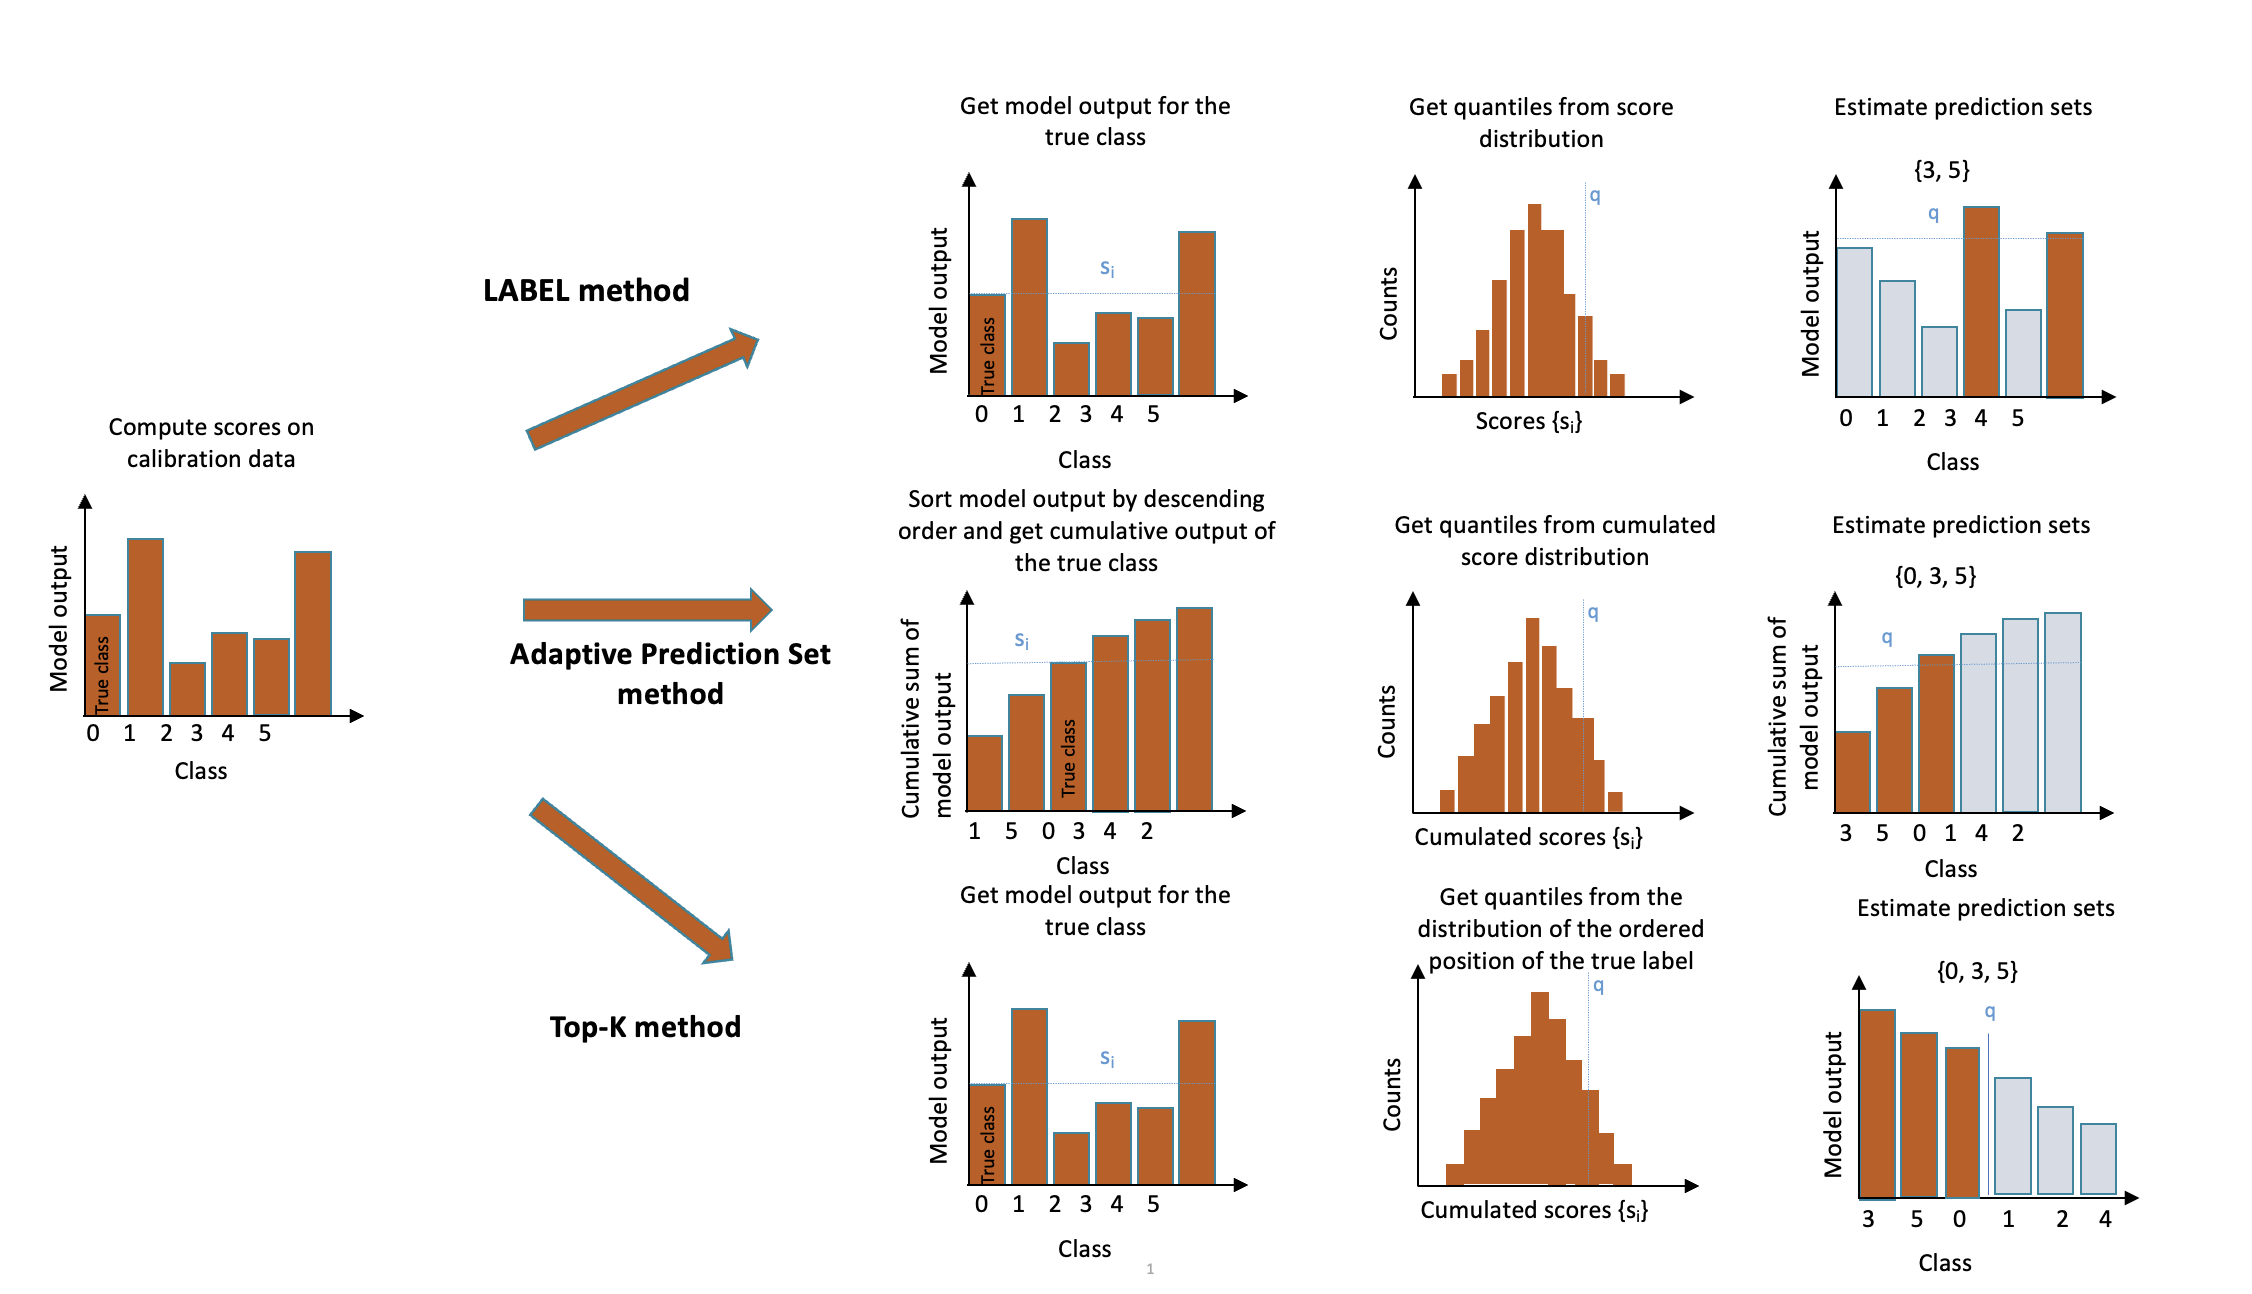 Compute scores on
calibration data
Model output
True class
0 1 2 3 4 5
Class
LABEL method
Adaptive Prediction Set
method
Top-K method
Get model output for the
true class
Model output
True class
si
0 1 2 3 4 5
Class
Get quantiles from score
distribution
Counts
q
Scores {si}
Estimate prediction sets
{3, 5}
q
Model output
0 1 2 3 4 5
Class
Sort model output by descending
order and get cumulative output of
the true class
Cumulative sum of
model output
si
True class
1 5 0 3 4 2
Class
Get quantiles from cumulated
score distribution
Counts
q
Cumulated scores {si}
Estimate prediction sets
{0, 3, 5}
q
Cumulative sum of
model output
3 5 0 1 4 2
Class
Get model output for the
true class
Model output
True class
si
0 1 2 3 4 5
Class
Get quantiles from the
distribution of the ordered
position of the true label
Counts
q
Cumulated scores {si}
Estimate prediction sets
{0, 3, 5}
q
Model output
3 5 0 1 2 4
Class
1